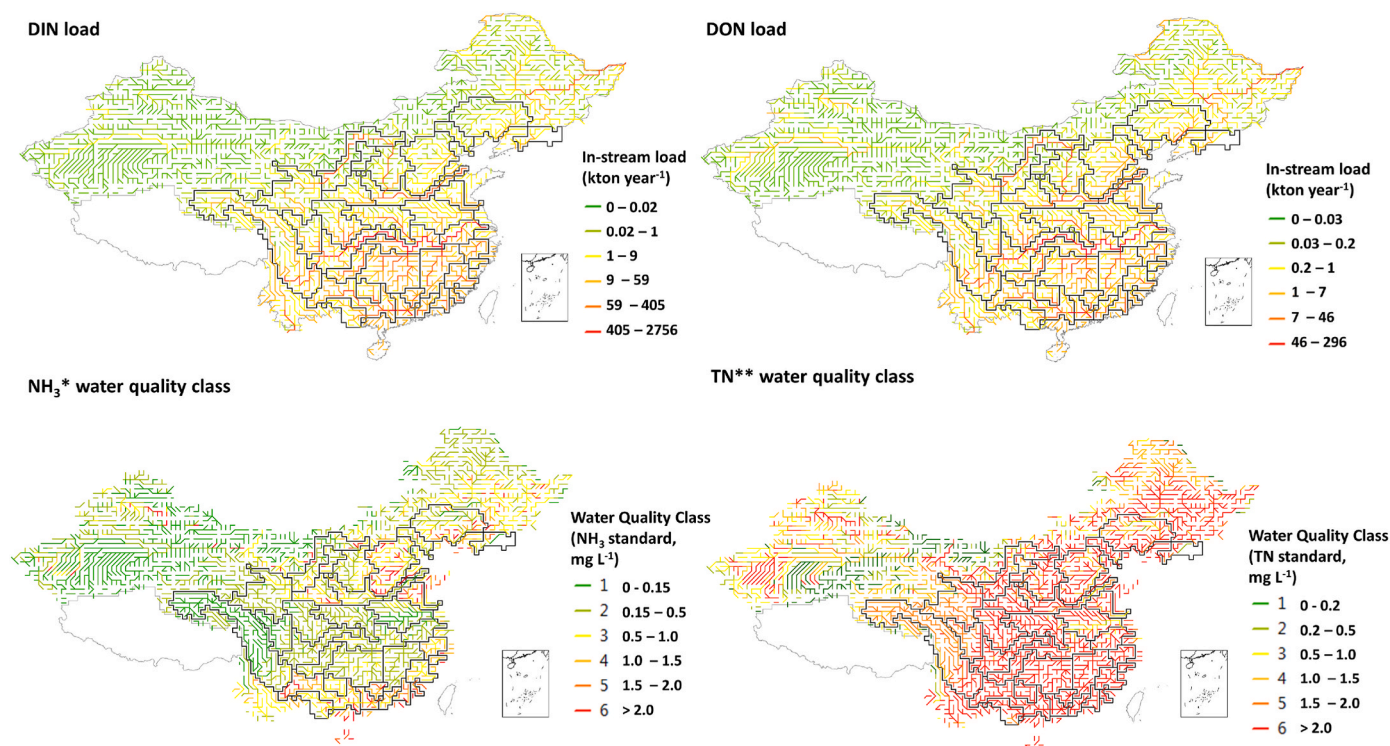 DIN load
In-stream load
(kton year-1)
0 – 0.02
0.02 – 1
1 – 9
9 – 59
59 – 405
405 – 2756
DON load
In-stream load
(kton year-1)
0 – 0.03
0.03 – 0.2
0.2 – 1
1 – 7
7 – 46
46 – 296
NH3* water quality class
Water Quality Class
(NH3 standard,
mg L-1)
1 0 - 0.15
2 0.15 – 0.5
3 0.5 – 1.0
4 1.0 – 1.5
5 1.5 – 2.0
6 > 2.0
TN** water quality class
Water Quality Class
(TN standard,
mg L-1)
1 0 - 0.2
2 0.2 – 0.5
3 0.5 – 1.0
4 1.0 – 1.5
5 1.5 – 2.0
6 > 2.0